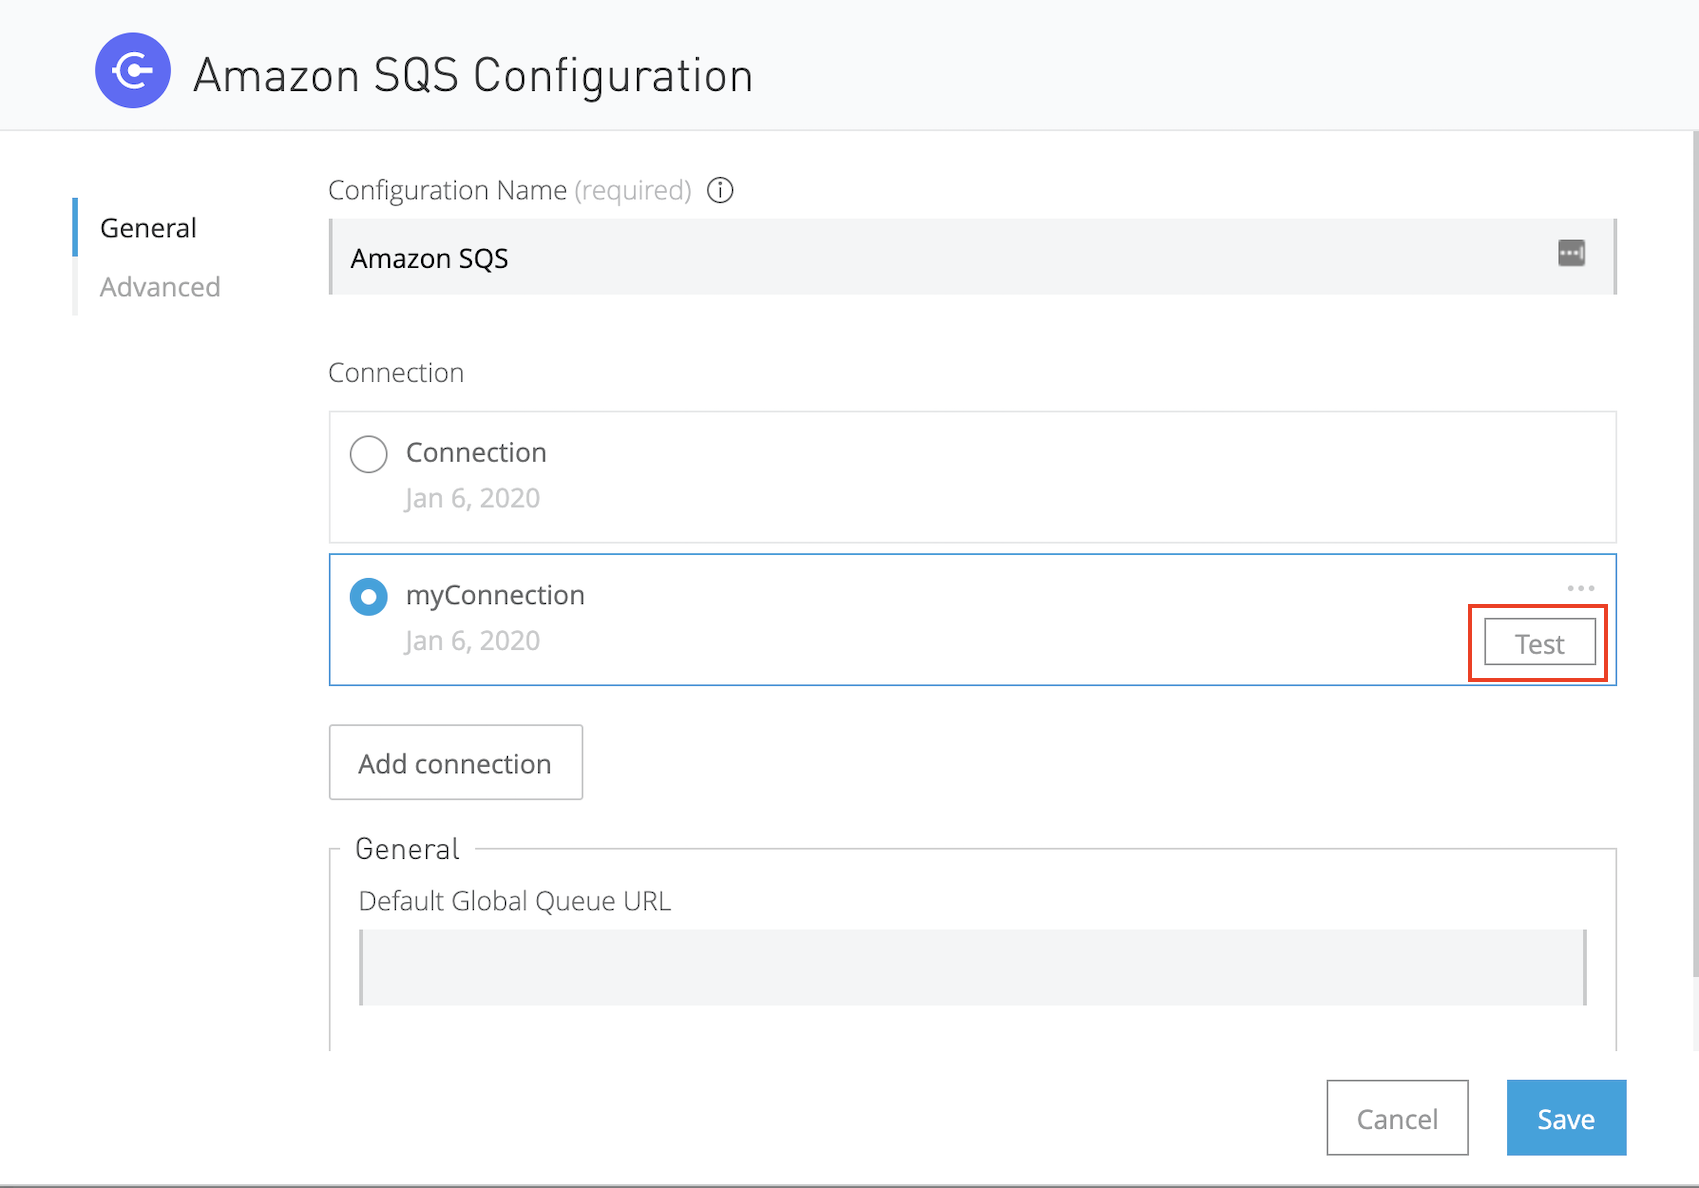 Amazon SQS Configuration
General
Advanced
Configuration Name (required)
Amazon SQS
Connection
Connection
Jan 6, 2020
myConnection
Jan 6, 2020
Test
Add connection
General
Default Global Queue URL
Cancel
Save